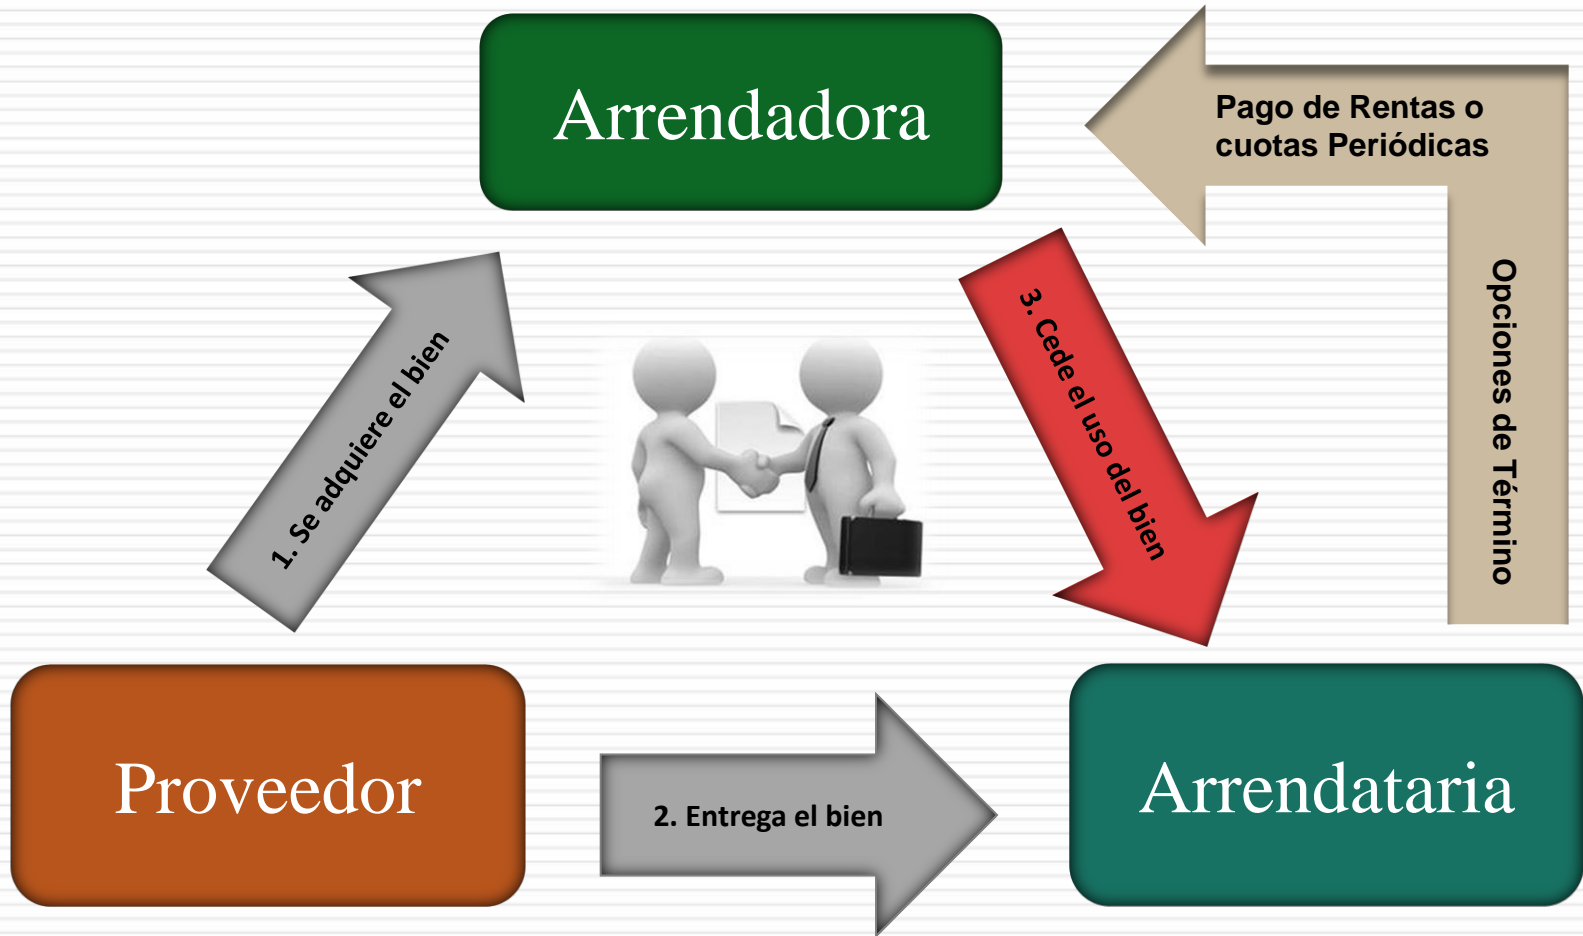 Arrendadora
Pago de Rentas o
cuotas Periódicas
Opciones de Término
1. Se adquiere el bien
3. Cede el uso del bien
Proveedor
2. Entrega el bien
Arrendataria